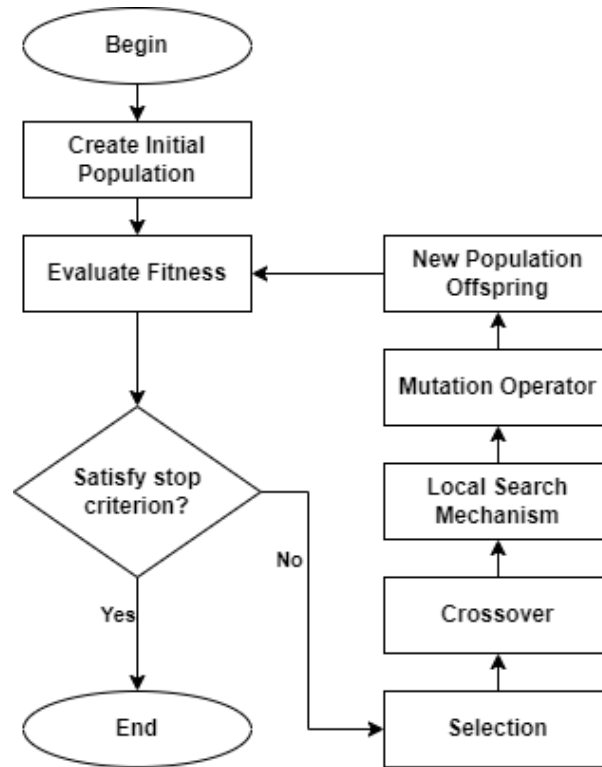 Begin
Create Initial
Population
Evaluate Fitness
Satisfy stop
criterion?
Yes
End
No
Selection
Crossover
Local Search
Mechanism
Mutation Operator
New Population
Offspring